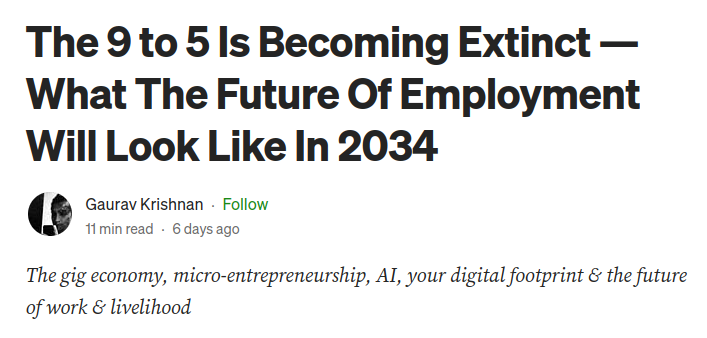 The 9 to 5 Is Becoming Extinct —
What The Future Of Employment
Will Look Like In 2034
Gaurav Krishnan · Follow
11 min read · 6 days ago
The gig economy, micro-entrepreneurship, AI, your digital footprint & the future
of work & livelihood